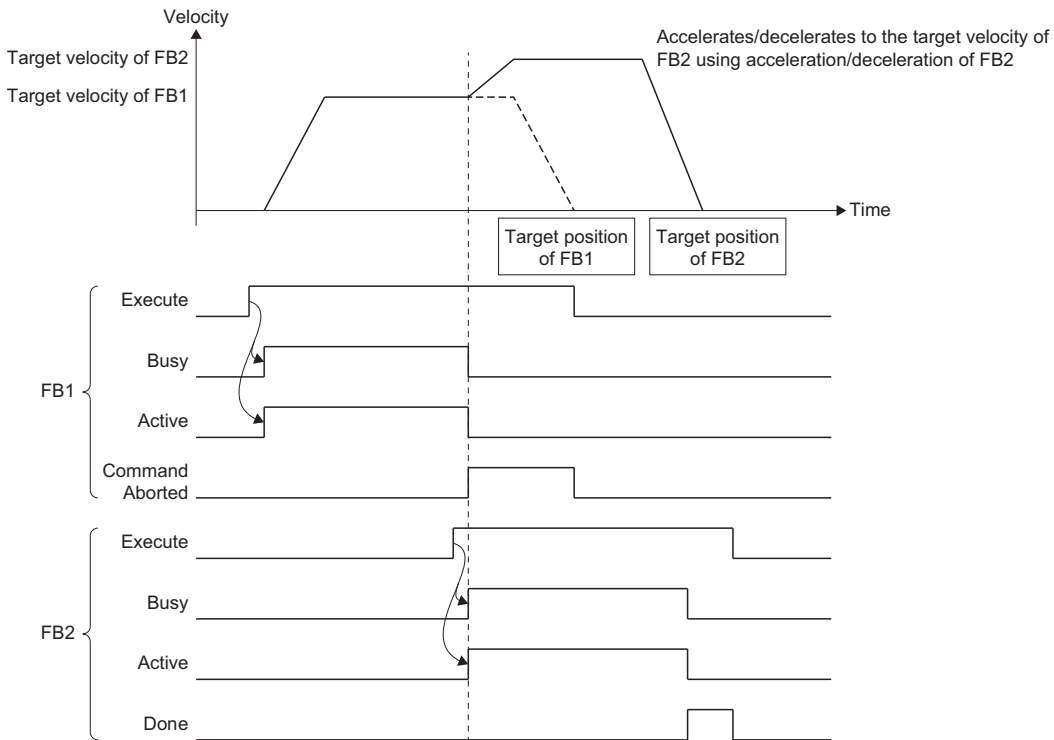 Velocity
Accelerates/decelerates to the target velocity of
FB2 using acceleration/deceleration of FB2
Target velocity of FB2
Target velocity of FB1
Time
Target position
of FB1
Target position
of FB2
FB1
Execute
Busy
Active
Command
Aborted
FB2
Execute
Busy
Active
Done